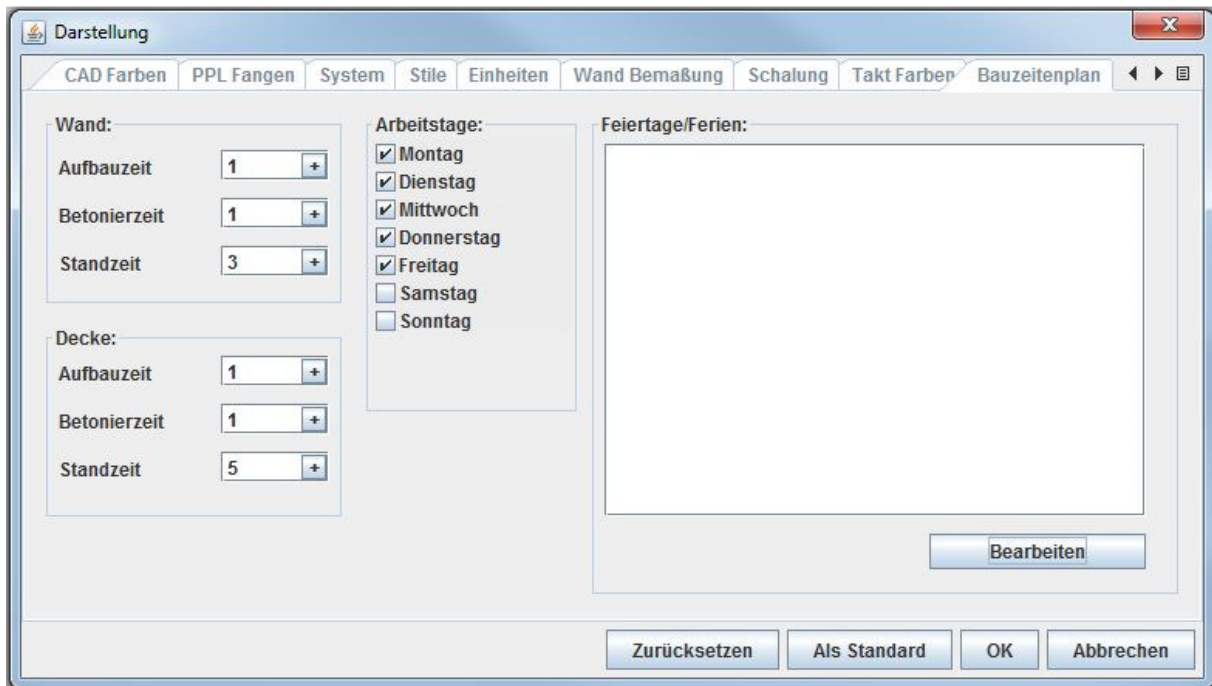 Darstellung
CAD Farben PPL Fangen System Stile Einheiten Wand Bemaßung Schalung Takt Farben Bauzeitenplan
Wand:
Aufbauzeit 1 +
Betonierzeit 1 +
Standzeit 3 +
Decke:
Aufbauzeit 1 +
Betonierzeit 1 +
Standzeit 5 +
Arbeitstage:
Montag
Dienstag
Mittwoch
Donnerstag
Freitag
Samstag
Sonntag
Feiertage/Ferien:
Bearbeiten
Zurücksetzen Als Standard OK Abbrechen